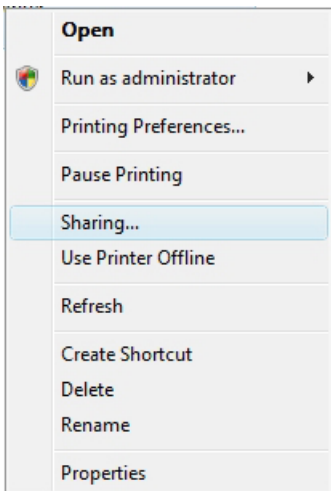 Open
Run as administrator
Printing Preferences...
Pause Printing
Sharing...
Use Printer Offline
Refresh
Create Shortcut
Delete
Rename
Properties